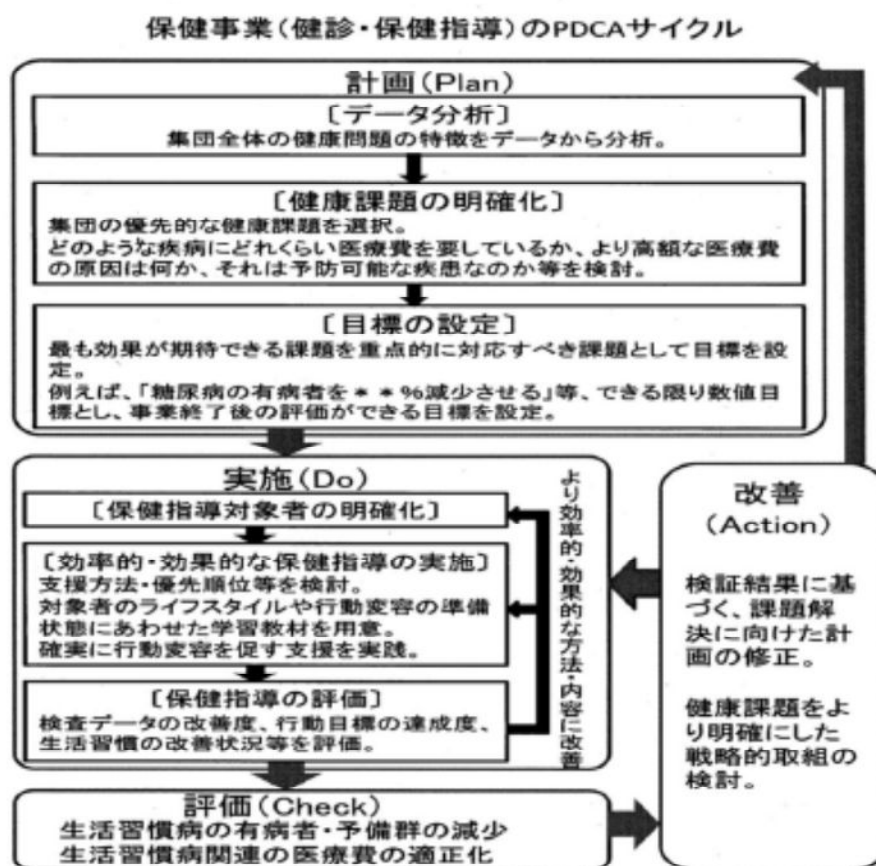 保健事業(健診・保健指導)のPDCAサイクル
計画(Plan)
［データ分析］
集団全体の健康問題の特徴をデータから分析。
［健康課題の明確化］
集団の優先的な健康課題を選択。
どのような疾病にどれくらい医療費を要しているか、より高額な医療費
の原因は何か、それは予防可能な疾患なのか等を検討。
［目標の設定］
最も効果が期待できる課題を重点的に対応すべき課題として目標を設
定。
例えば、「糖尿病の有病者を＊＊%減少させる」等、できる限り数値目
標とし、事業終了後の評価ができる目標を設定。
実施(Do)
［保健指導対象者の明確化］
［効率的・効果的な保健指導の実施］
支援方法・優先順位等を検討。
対象者のライフスタイルや行動変容の準備
状態にあわせた学習教材を用意。
確実に行動変容を促す支援を実践。
［保健指導の評価］
検査データの改善度、行動目標の達成度、
生活習慣の改善状況等を評価。
より効率的・効果的な方法・内容に改善
評価(Check)
生活習慣病の有病者・予備群の減少
生活習慣病関連の医療費の適正化
改善
(Action)
検証結果に基
づく、課題解
決に向けた計
画の修正。
健康課題をよ
り明確にした
戦略的取組の
検討。